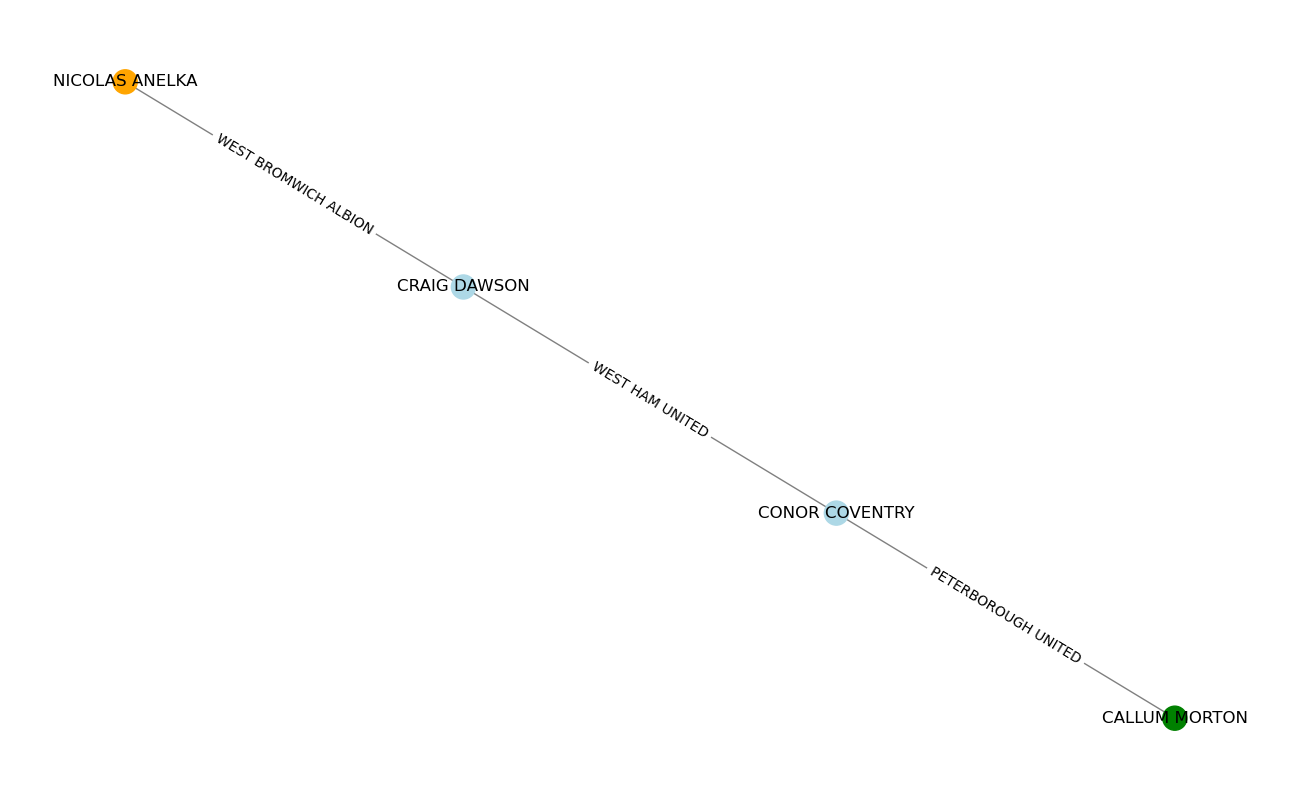 NICOLAS ANELKA
WEST BROMWICH ALBION
CRAIG DAWSON
WEST HAM UNITED
CONOR COVENTRY
PETERBOROUGH UNITED
CALLUM MORTON